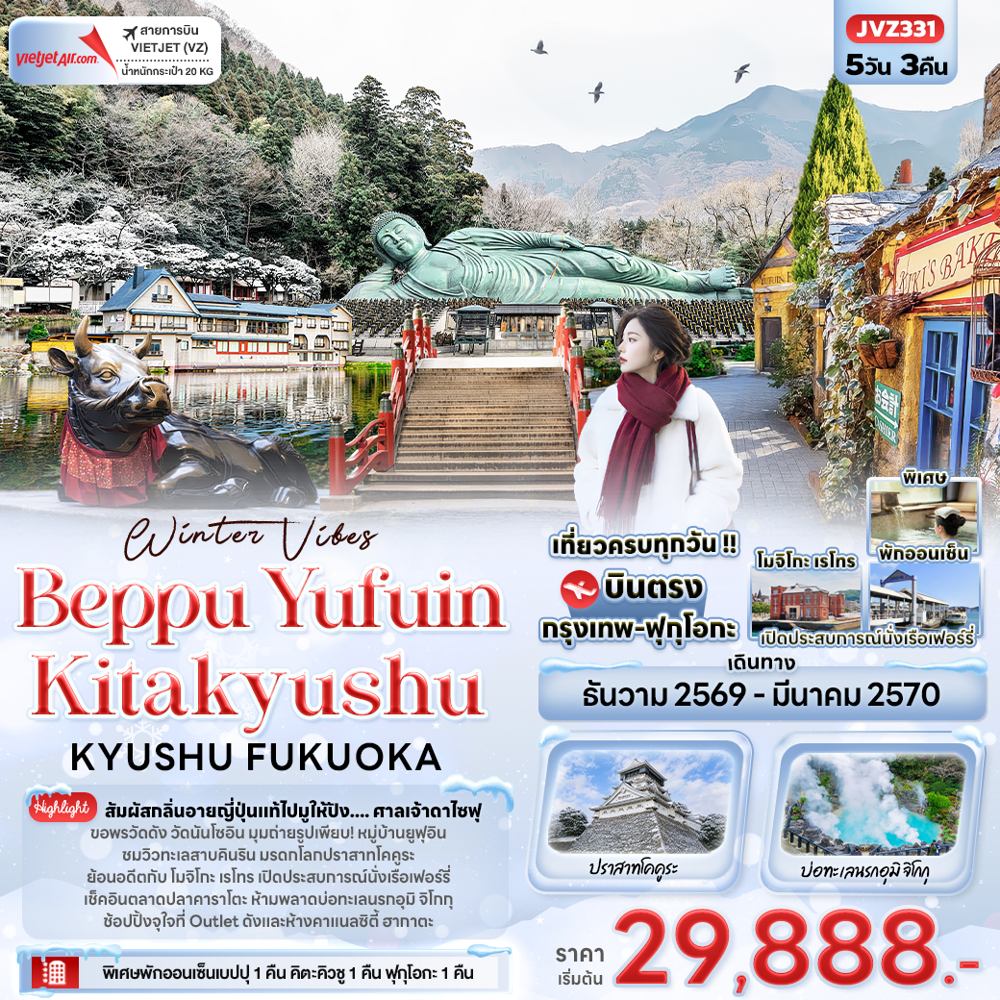 vietjetAir.com
สายการบิน
VIETJET (VZ)
น้ำหนักกระเป๋า 20 KG
JVZ331
5วัน 3คืน
YUFUIN
KIKI'S BAKE
お会計
CASHIER
Winter Vibes
Beppu Yufuin
Kitakyushu
KYUSHU FUKUOKA
เที่ยวครบทุกวัน !!
บินตรง
กรุงเทพ-ฟุกุโอกะ
พิเศษ
พักออนเซ็น
โมจิโกะ เรโทร
เปิดประสบการณ์นั่งเรือเฟอร์รี่
เดินทาง
ธันวาม 2569 - มีนาคม 2570
Highlight
สัมผัสกลิ่นอายญี่ปุ่นแท้ไปมูให้ปัง.... ศาลเจ้าดาไซฟุ
ขอพรวัดดัง วัดนันโซอิน มุมถ่ายรูปเพียบ! หมู่บ้านยูฟุอิน
ชมวิวทะเลสาบคินริน มรดกโลกปราสาทโคคูระ
ย้อนอดีตกับ โมจิโกะ เรโทร เปิดประสบการณ์นั่งเรือเฟอร์รี่
เช็คอินตลาดปลาคาราโตะ ห้ามพลาดบ่อทะเลนรกอุมิ จิโกกุ
ช้อปปิ้งจุใจที่ Outlet ดังและห้างคาแนลซิตี้ ฮากาตะ
ปราสาทโคคูระ
บ่อทะเลนรกอุมิ จิโกกุ
พิเศษพักออนเซ็นเบปปุ 1 คืน คิตะคิวชู 1 คืน ฟุกุโอกะ 1 คืน
ราคา
เริ่มต้น
29,888.-